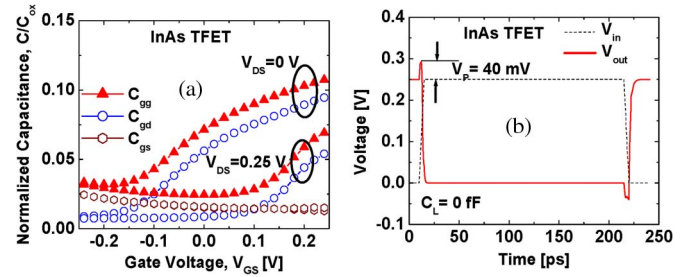 InAs TFET
(a)
V_DS=0 V
C_gg
C_gd
C_gs
V_DS=0.25 V
Normalized Capacitance, C/C_ox
0.15
0.10
0.05
0.00
-0.2 -0.1 0.0 0.1 0.2
Gate Voltage, V_GS [V]
InAs TFET
V_in
V_out
V_P= 40 mV
(b)
C_L= 0 fF
Voltage [V]
0.4
0.3
0.2
0.1
0.0
-0.1
0 50 100 150 200 250
Time [ps]